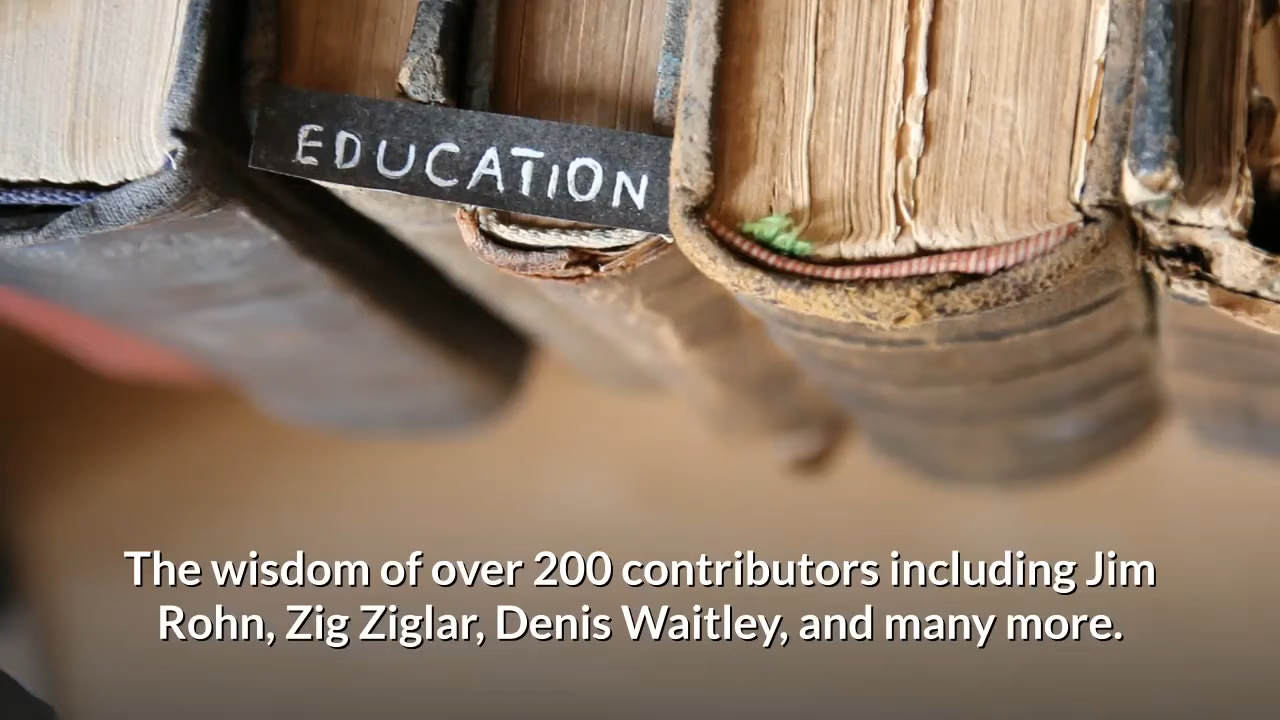 EDUCATION
The wisdom of over 200 contributors including Jim
Rohn, Zig Ziglar, Denis Waitley, and many more.